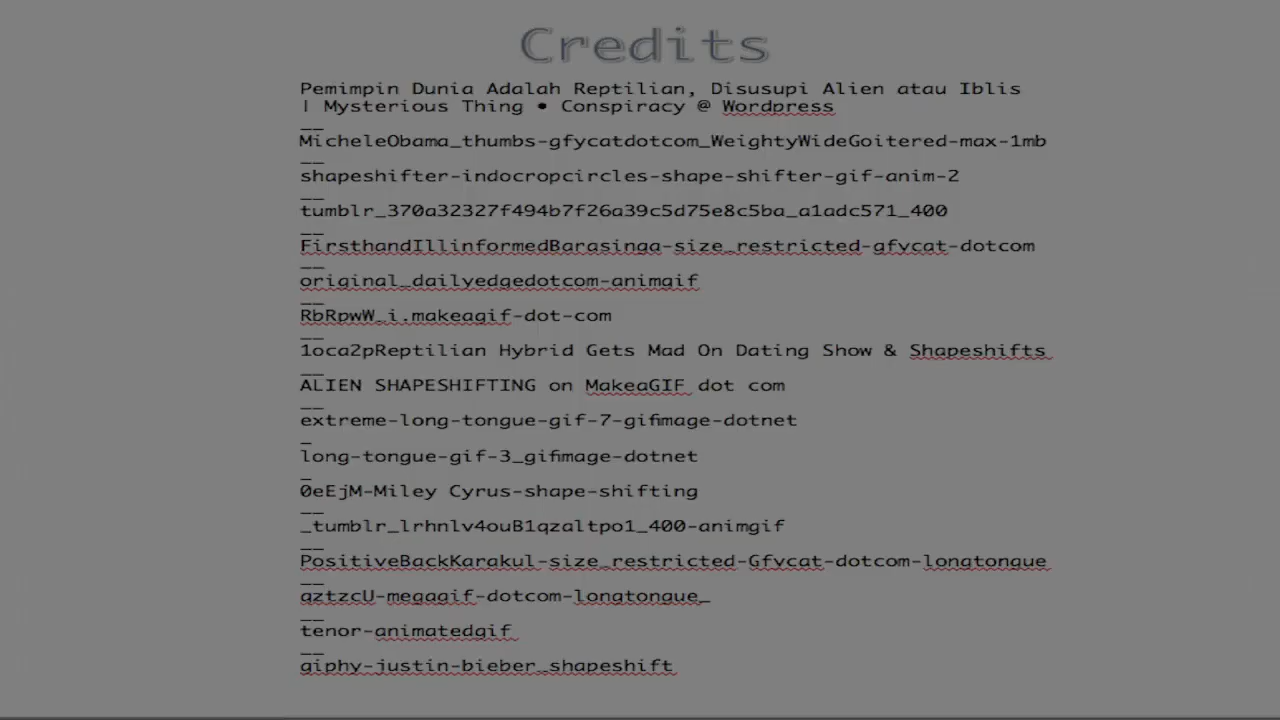 Credits
Pemimpin Dunia Adalah Reptilian, Disusupi Alien atau Iblis
| Mysterious Thing • Conspiracy @ Wordpress
__
MicheleObama_thumbs-gfycatdotcom_WeightyWideGoitered-max-1mb
__
shapeshifter-indocropcircles-shape-shifter-gif-anim-2
__
tumblr_370a32327f494b7f26a39c5d75e8c5ba_a1adc571_400
__
FirsthandIllinformedBarasinga-size_restricted-gfycat-dotcom
__
original_dailyedgedotcom-animgif
__
RbRpwW_i.makeagif-dot-com
__
1oca2pReptilian Hybrid Gets Mad On Dating Show & Shapeshifts
__
ALIEN SHAPESHIFTING on MakeaGIF dot com
__
extreme-long-tongue-gif-7-gifimage-dotnet
_
long-tongue-gif-3_gifimage-dotnet
_
0eEjM-Miley Cyrus-shape-shifting
__
_tumblr_lrhnlv4ouB1qzaltpo1_400-animgif
__
PositiveBackKarakul-size_restricted-Gfycat-dotcom-longtongue
__
qztzcU-megagif-dotcom-longtongue_
__
tenor-animatedgif
__
giphy-justin-bieber_shapeshift